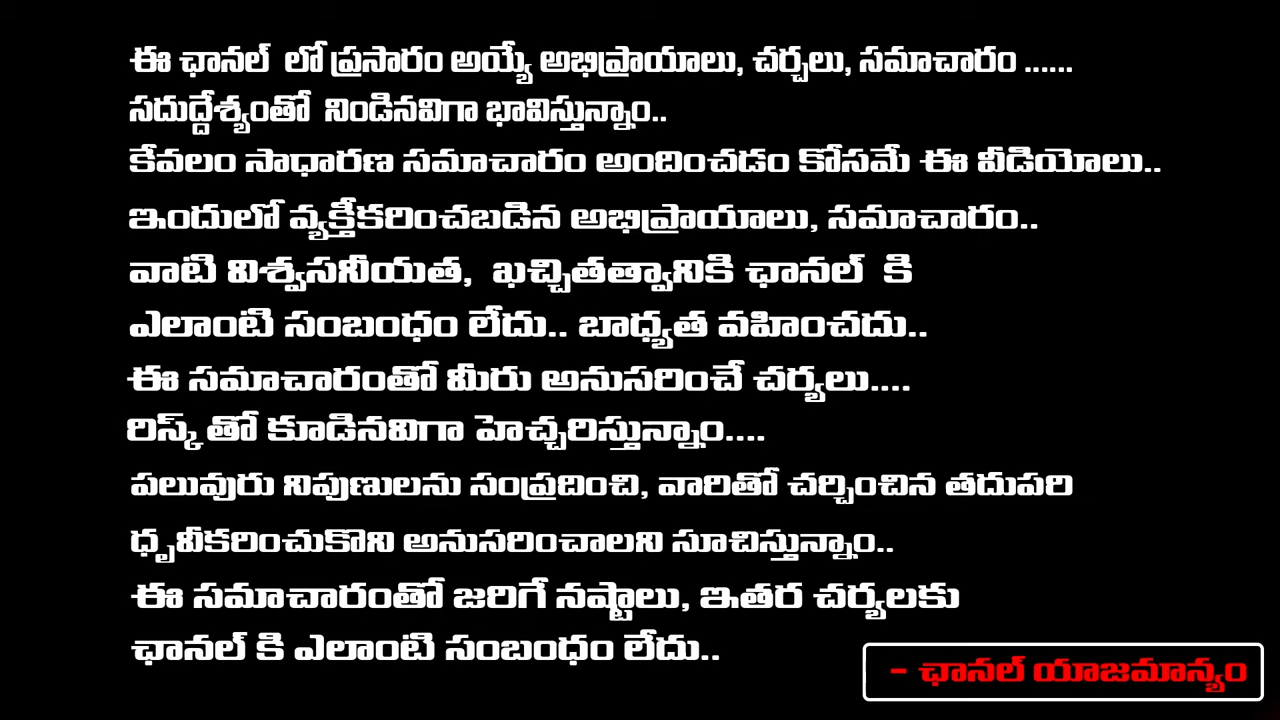 ఈ ఛానల్ లో ప్రసారం అయ్యే అభిప్రాయాలు, చర్చలు, సమాచారం ......
సదుద్దేశ్యంతో నిండినవిగా భావిస్తున్నాం..
కేవలం సాధారణ సమాచారం అందించడం కోసమే ఈ వీడియోలు..
ఇందులో వ్యక్తీకరించబడిన అభిప్రాయాలు, సమాచారం..
వాటి విశ్వసనీయత, ఖచ్చితత్వానికి ఛానల్ కి
ఎలాంటి సంబంధం లేదు.. బాధ్యత వహించదు..
ఈ సమాచారంతో మీరు అనుసరించే చర్యలు....
రిస్క్ తో కూడినవిగా హెచ్చరిస్తున్నాం....
పలువురు నిపుణులను సంప్రదించి, వారితో చర్చించిన తదుపరి
ధృవీకరించుకొని అనుసరించాలని సూచిస్తున్నాం..
ఈ సమాచారంతో జరిగే నష్టాలు, ఇతర చర్యలకు
ఛానల్ కి ఎలాంటి సంబంధం లేదు..
- ఛానల్ యాజమాన్యం